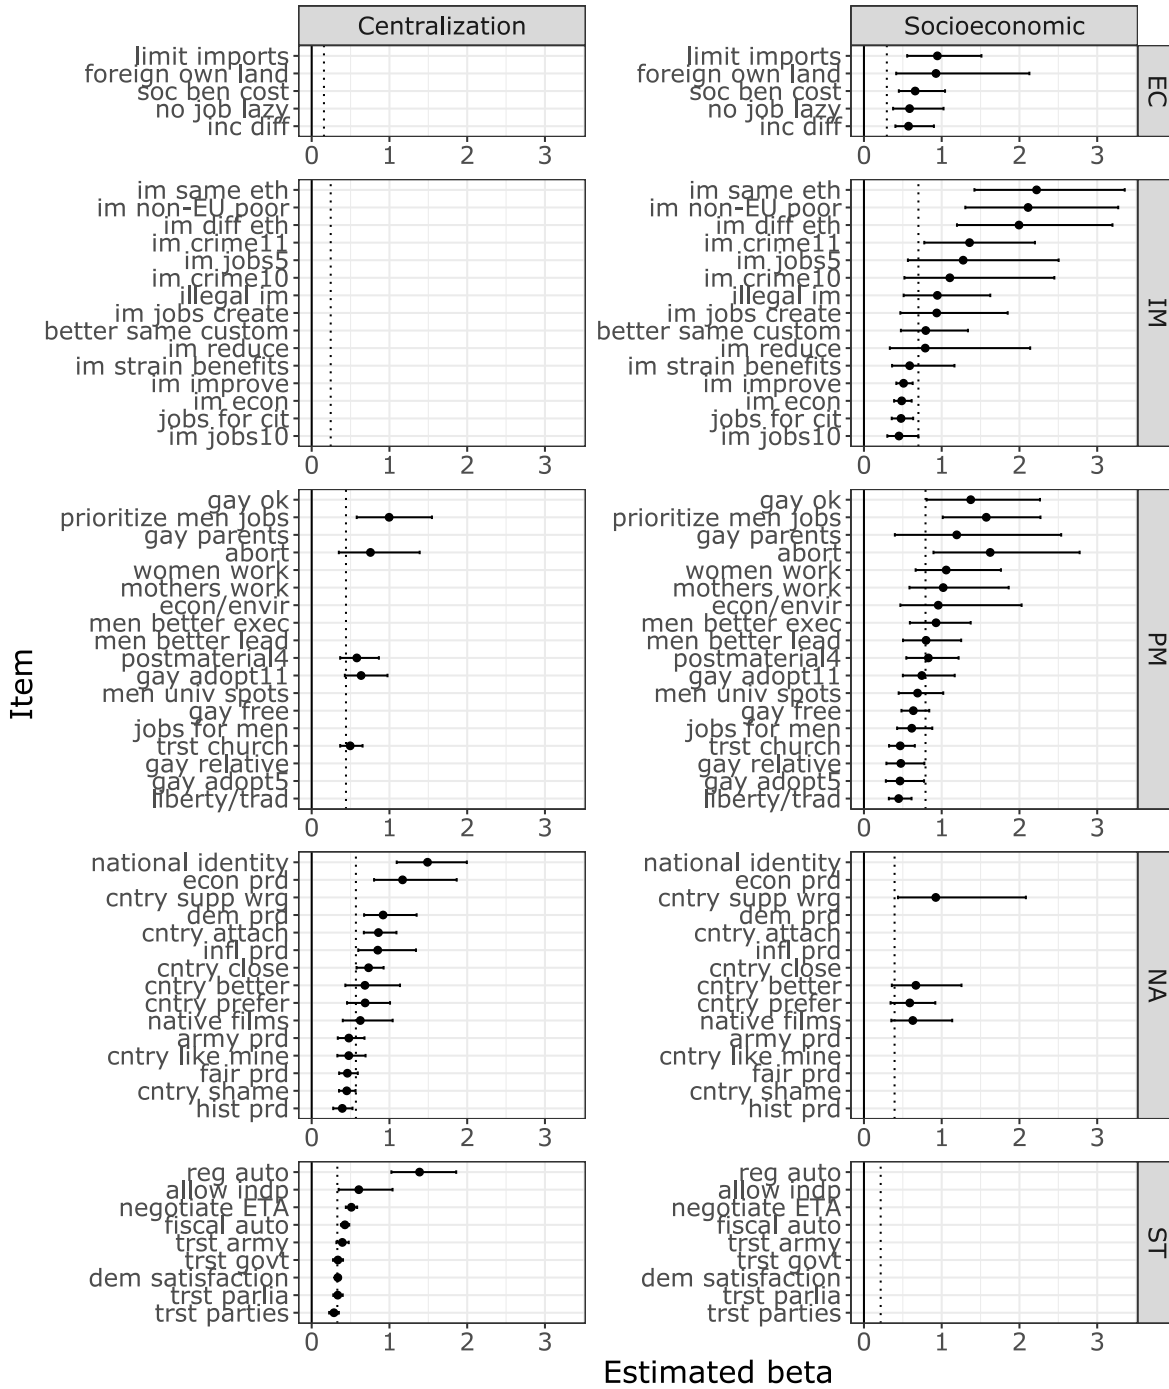 Centralization
Socioeconomic
limit imports
foreign own land
soc ben cost
no job lazy
inc diff
0 1 2 3
limit imports
foreign own land
soc ben cost
no job lazy
inc diff
0 1 2 3
EC
im same eth
im non-EU poor
im diff eth
im crime11
im jobs5
im crime10
illegal im
im jobs create
better same custom
im reduce
im strain benefits
im improve
im econ
jobs for cit
im jobs10
0 1 2 3
im same eth
im non-EU poor
im diff eth
im crime11
im jobs5
im crime10
illegal im
im jobs create
better same custom
im reduce
im strain benefits
im improve
im econ
jobs for cit
im jobs10
0 1 2 3
IM
Item
gay ok
prioritize men jobs
gay parents
abort
women work
mothers work
econ/envir
men better exec
men better lead
postmaterial4
gay adopt11
men univ spots
gay free
jobs for men
trst church
gay relative
gay adopt5
liberty/trad
0 1 2 3
gay ok
prioritize men jobs
gay parents
abort
women work
mothers work
econ/envir
men better exec
men better lead
postmaterial4
gay adopt11
men univ spots
gay free
jobs for men
trst church
gay relative
gay adopt5
liberty/trad
0 1 2 3
PM
national identity
econ prd
cntry supp wrg
dem prd
cntry attach
infl prd
cntry close
cntry better
cntry prefer
native films
army prd
cntry like mine
fair prd
cntry shame
hist prd
0 1 2 3
national identity
econ prd
cntry supp wrg
dem prd
cntry attach
infl prd
cntry close
cntry better
cntry prefer
native films
army prd
cntry like mine
fair prd
cntry shame
hist prd
0 1 2 3
NA
reg auto
allow indp
negotiate ETA
fiscal auto
trst army
trst govt
dem satisfaction
trst parlia
trst parties
0 1 2 3
reg auto
allow indp
negotiate ETA
fiscal auto
trst army
trst govt
dem satisfaction
trst parlia
trst parties
0 1 2 3
ST
Estimated beta